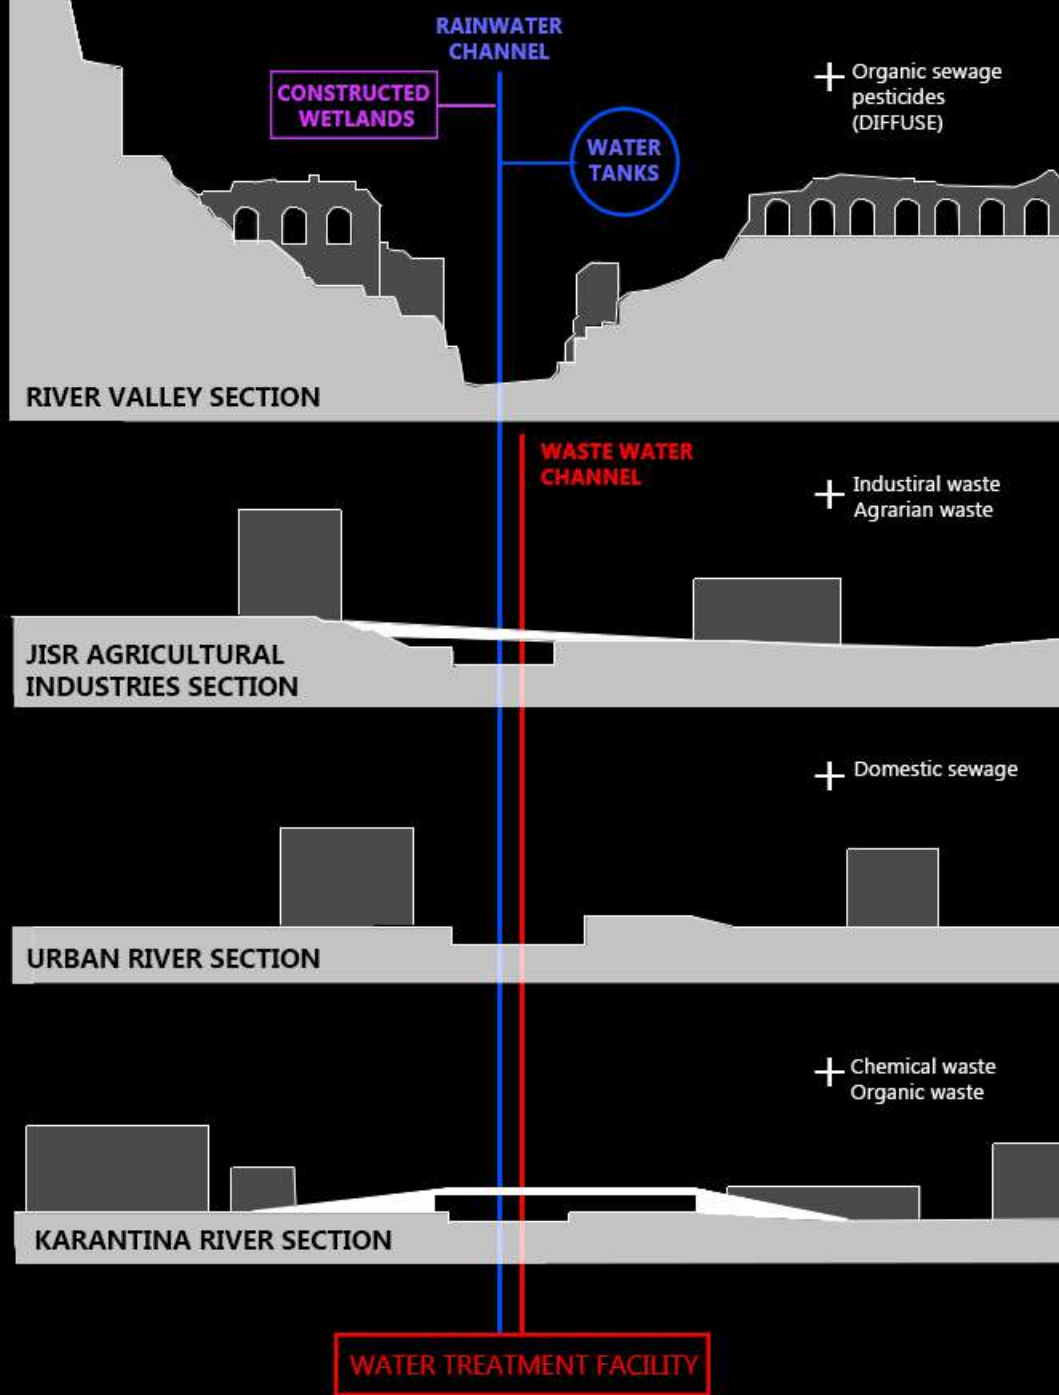 RAINWATER
CHANNEL
CONSTRUCTED
WETLANDS
WATER
TANKS
Organic sewage
pesticides
(DIFFUSE)
RIVER VALLEY SECTION
WASTE WATER
CHANNEL
Industiral waste
Agrarian waste
JISR AGRICULTURAL
INDUSTRIES SECTION
Domestic sewage
URBAN RIVER SECTION
Chemical waste
Organic waste
KARANTINA RIVER SECTION
WATER TREATMENT FACILITY